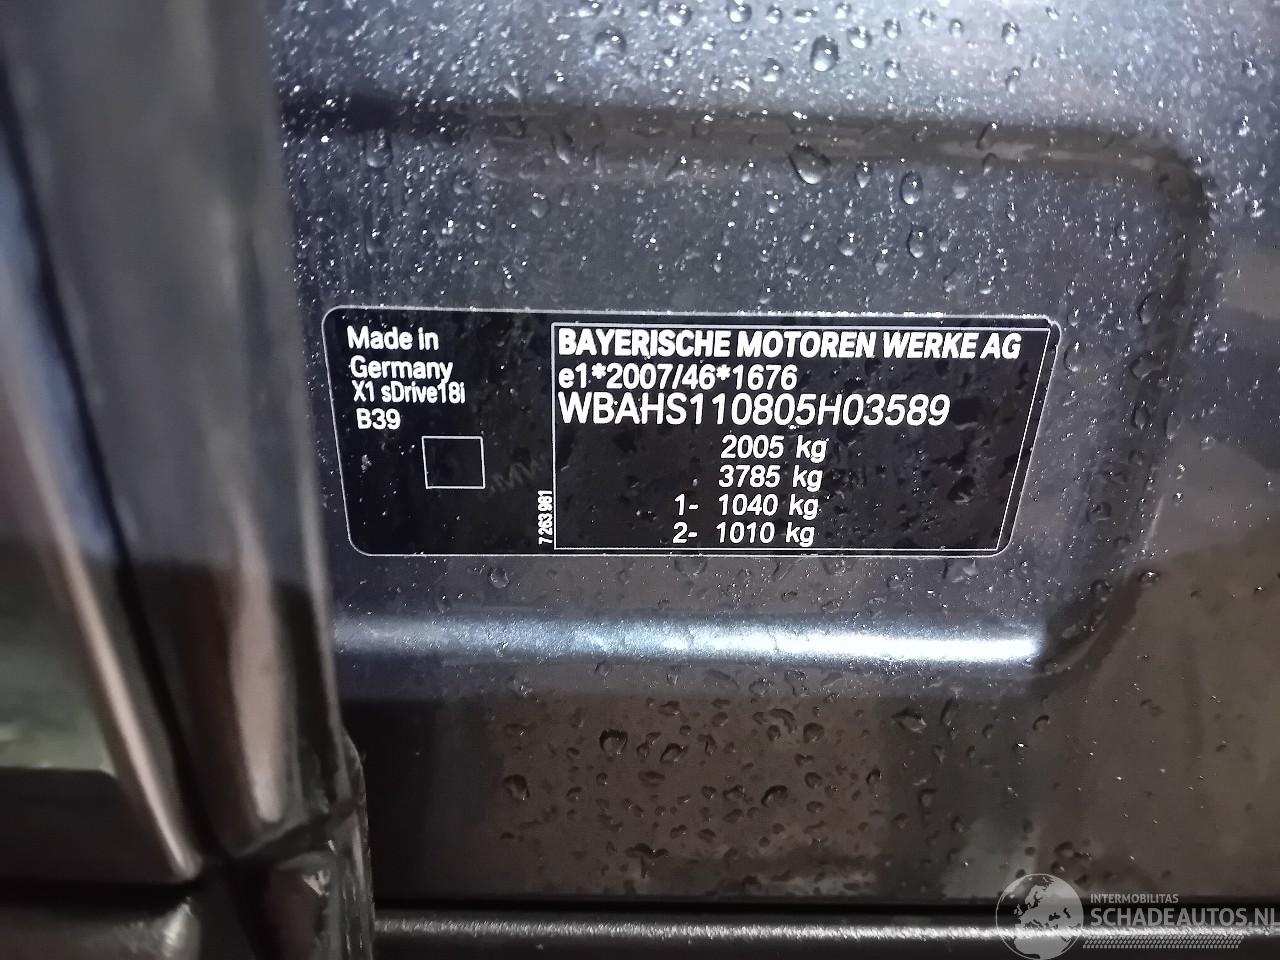 Made in
Germany
X1 sDrive18i
B39
7 263 961
BAYERISCHE MOTOREN WERKE AG
e1*2007/46*1676
WBAHS110805H03589
2005 kg
3785 kg
1- 1040 kg
2- 1010 kg
INTERMOBILITAS
SCHADEAUTOS.NL